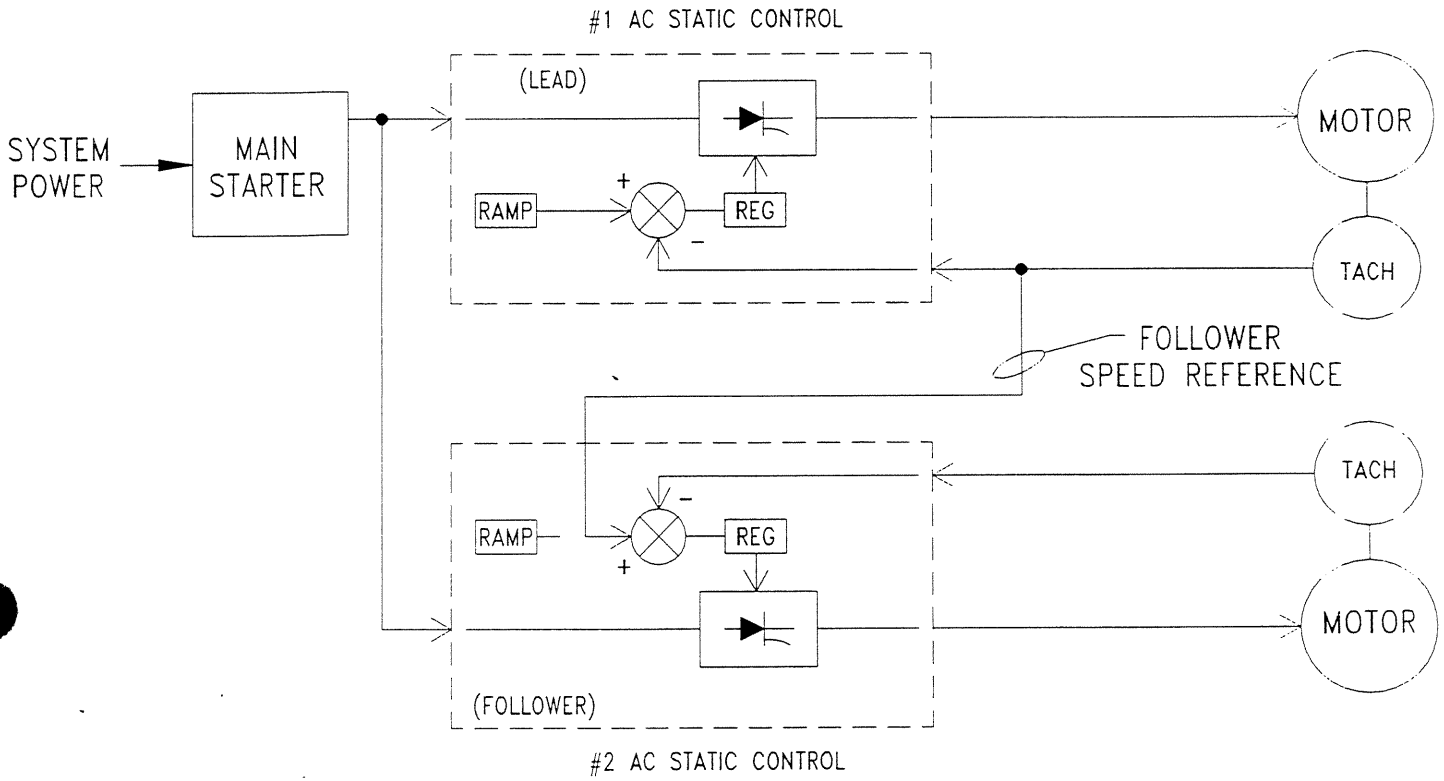 #1 AC STATIC CONTROL
(LEAD)
SYSTEM
POWER
MAIN
STARTER
MOTOR
+
RAMP
REG
-
TACH
FOLLOWER
SPEED REFERENCE
TACH
-
RAMP
REG
+
MOTOR
(FOLLOWER)
#2 AC STATIC CONTROL